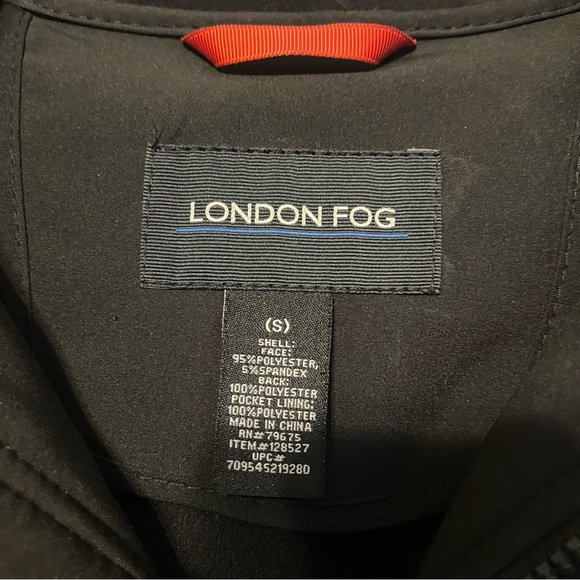 LONDON FOG
(S)
SHELL:
FACE:
95%POLYESTER,
5%SPANDEX
BACK:
100%POLYESTER
POCKET LINING:
100%POLYESTER
MADE IN CHINA
RN#79675
ITEM#128527
UPC#
709545219280